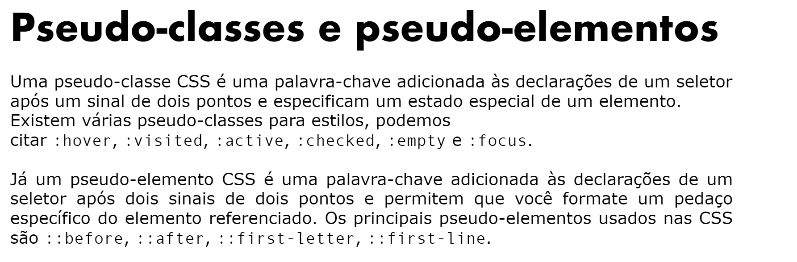 Pseudo-classes e pseudo-elementos
Uma pseudo-classe CSS é uma palavra-chave adicionada às declarações de um seletor
após um sinal de dois pontos e especificam um estado especial de um elemento.
Existem várias pseudo-classes para estilos, podemos
citar :hover, :visited, :active, :checked, :empty e :focus.
Já um pseudo-elemento CSS é uma palavra-chave adicionada às declarações de um
seletor após dois sinais de dois pontos e permitem que você formate um pedaço
específico do elemento referenciado. Os principais pseudo-elementos usados nas CSS
são ::before, ::after, ::first-letter, ::first-line.